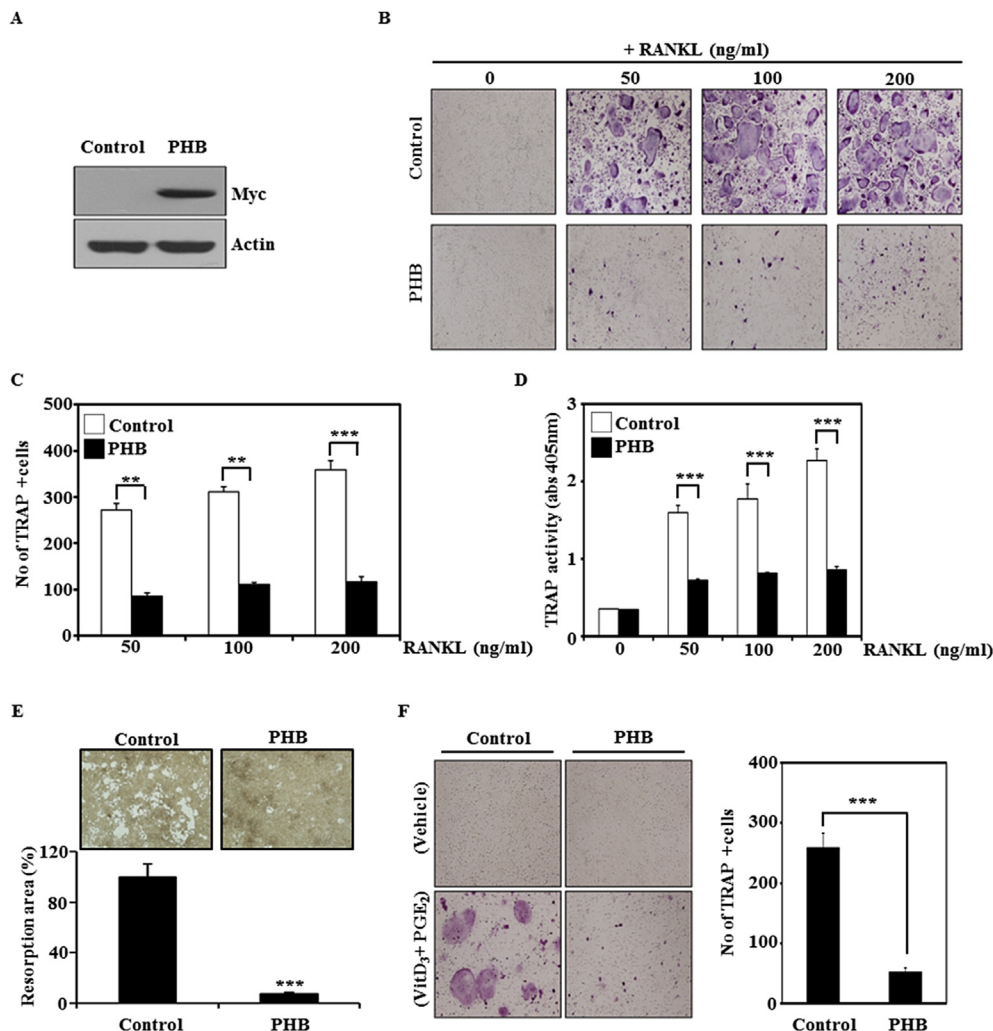 A
Control PHB
Myc
Actin
B
+ RANKL (ng/ml)
0 50 100 200
Control
PHB
C
No of TRAP +cells
500
400
300
200
100
0
Control
PHB
** ** ***
50 100 200 RANKL (ng/ml)
D
TRAP activity (abs 405nm)
3
2
1
0
Control
PHB
*** *** ***
0 50 100 200 RANKL (ng/ml)
E
Control PHB
Resorption area (%)
120
80
40
0
***
Control PHB
F
Control PHB
(Vehicle)
(VitD₃+ PGE₂)
No of TRAP +cells
400
300
200
100
0
***
Control PHB